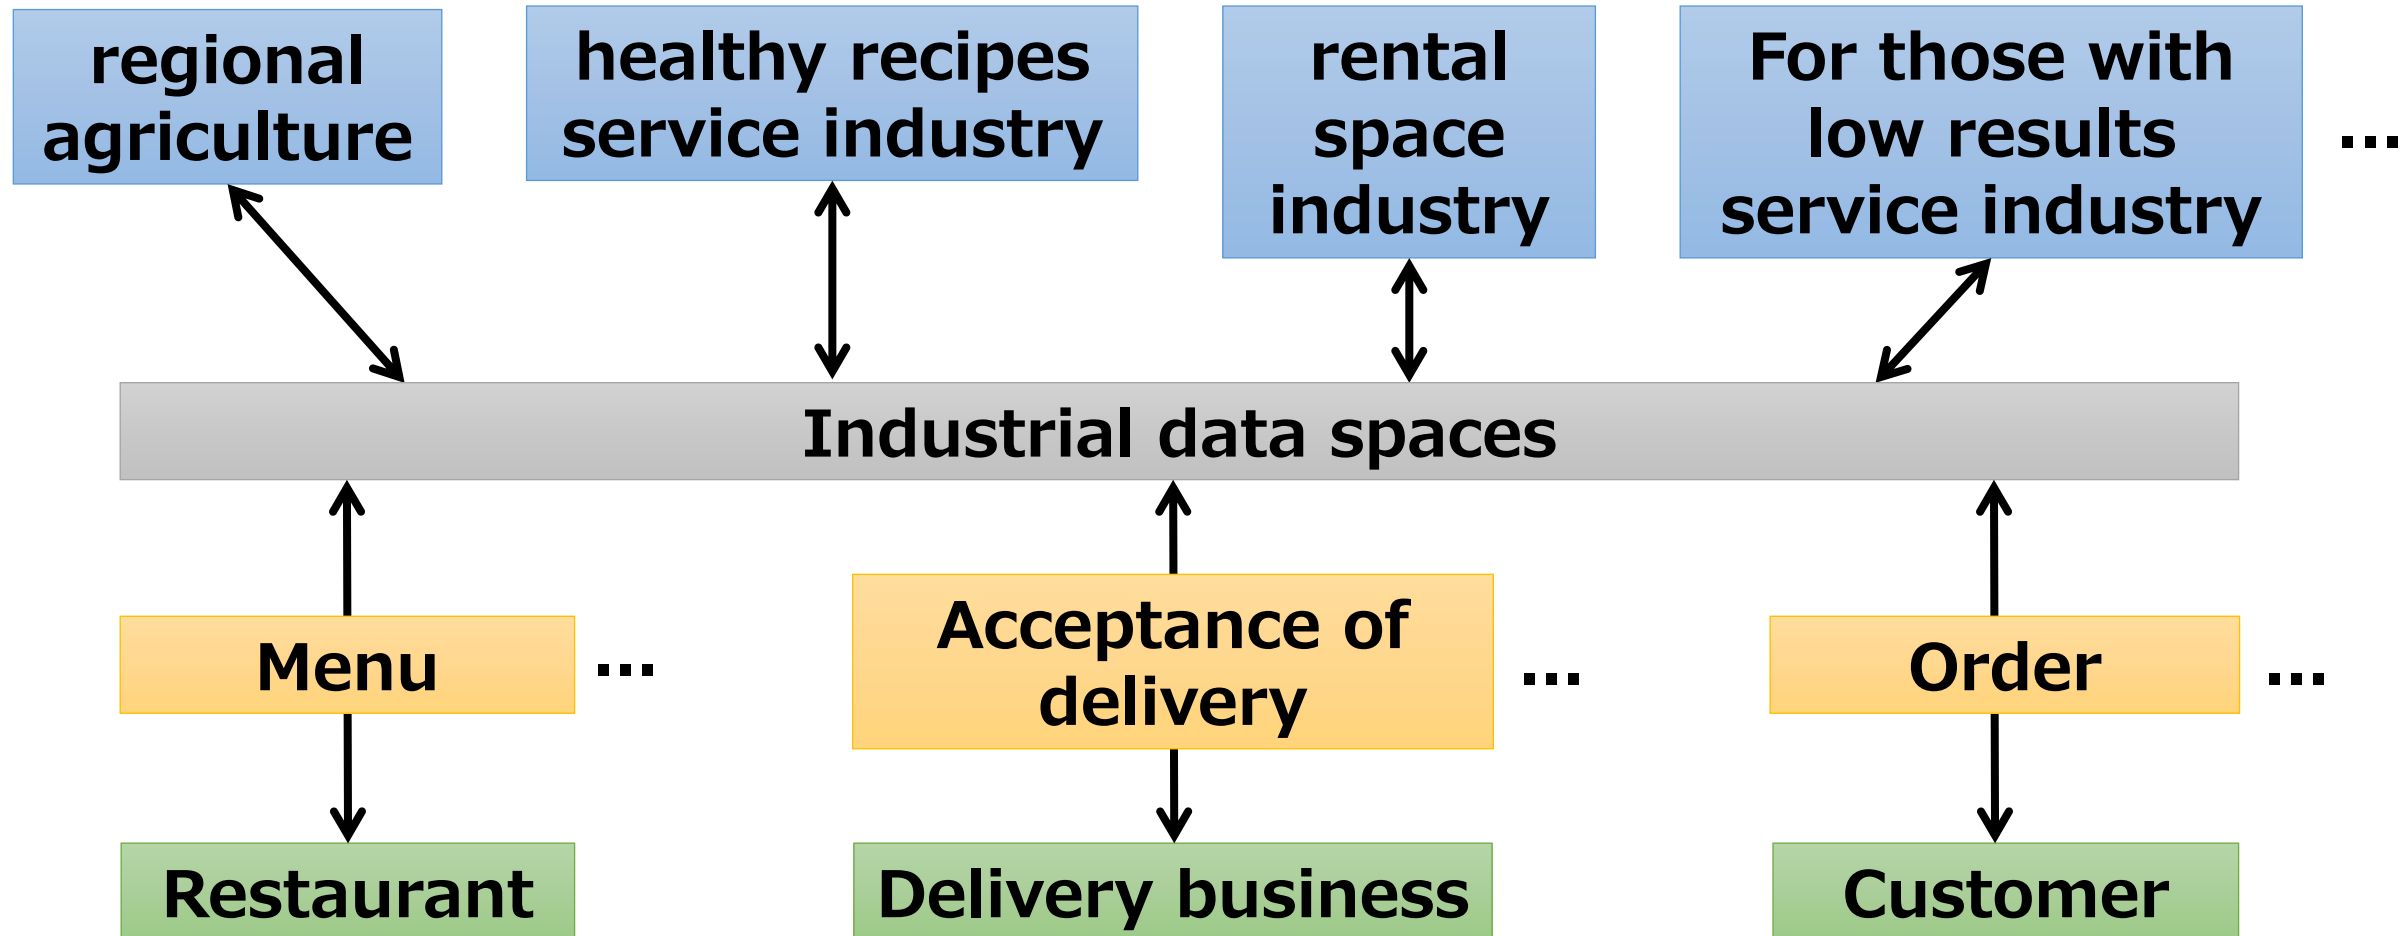 regional
agriculture
healthy recipes
service industry
rental
space
industry
For those with
low results
service industry
…
Industrial data spaces
Menu
…
Acceptance of
delivery
…
Order
…
Restaurant
Delivery business
Customer